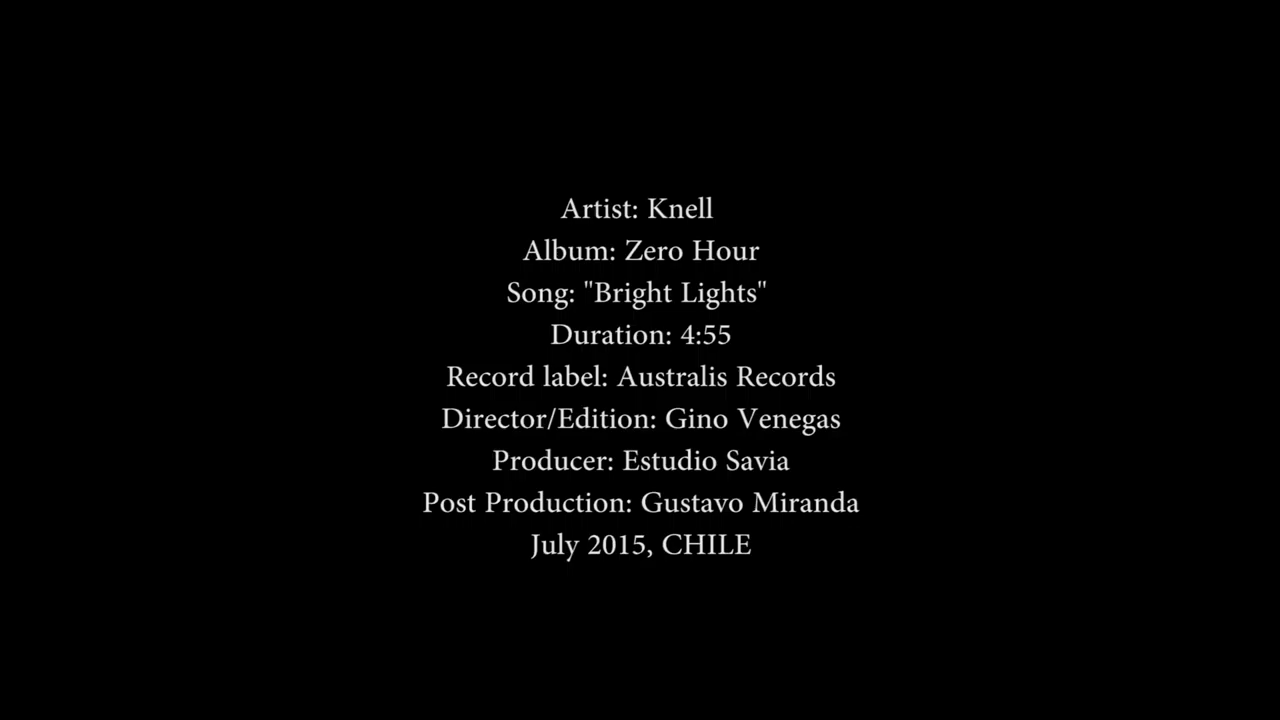 Artist: Knell
Album: Zero Hour
Song: "Bright Lights"
Duration: 4:55
Record label: Australis Records
Director/Edition: Gino Venegas
Producer: Estudio Savia
Post Production: Gustavo Miranda
July 2015, CHILE